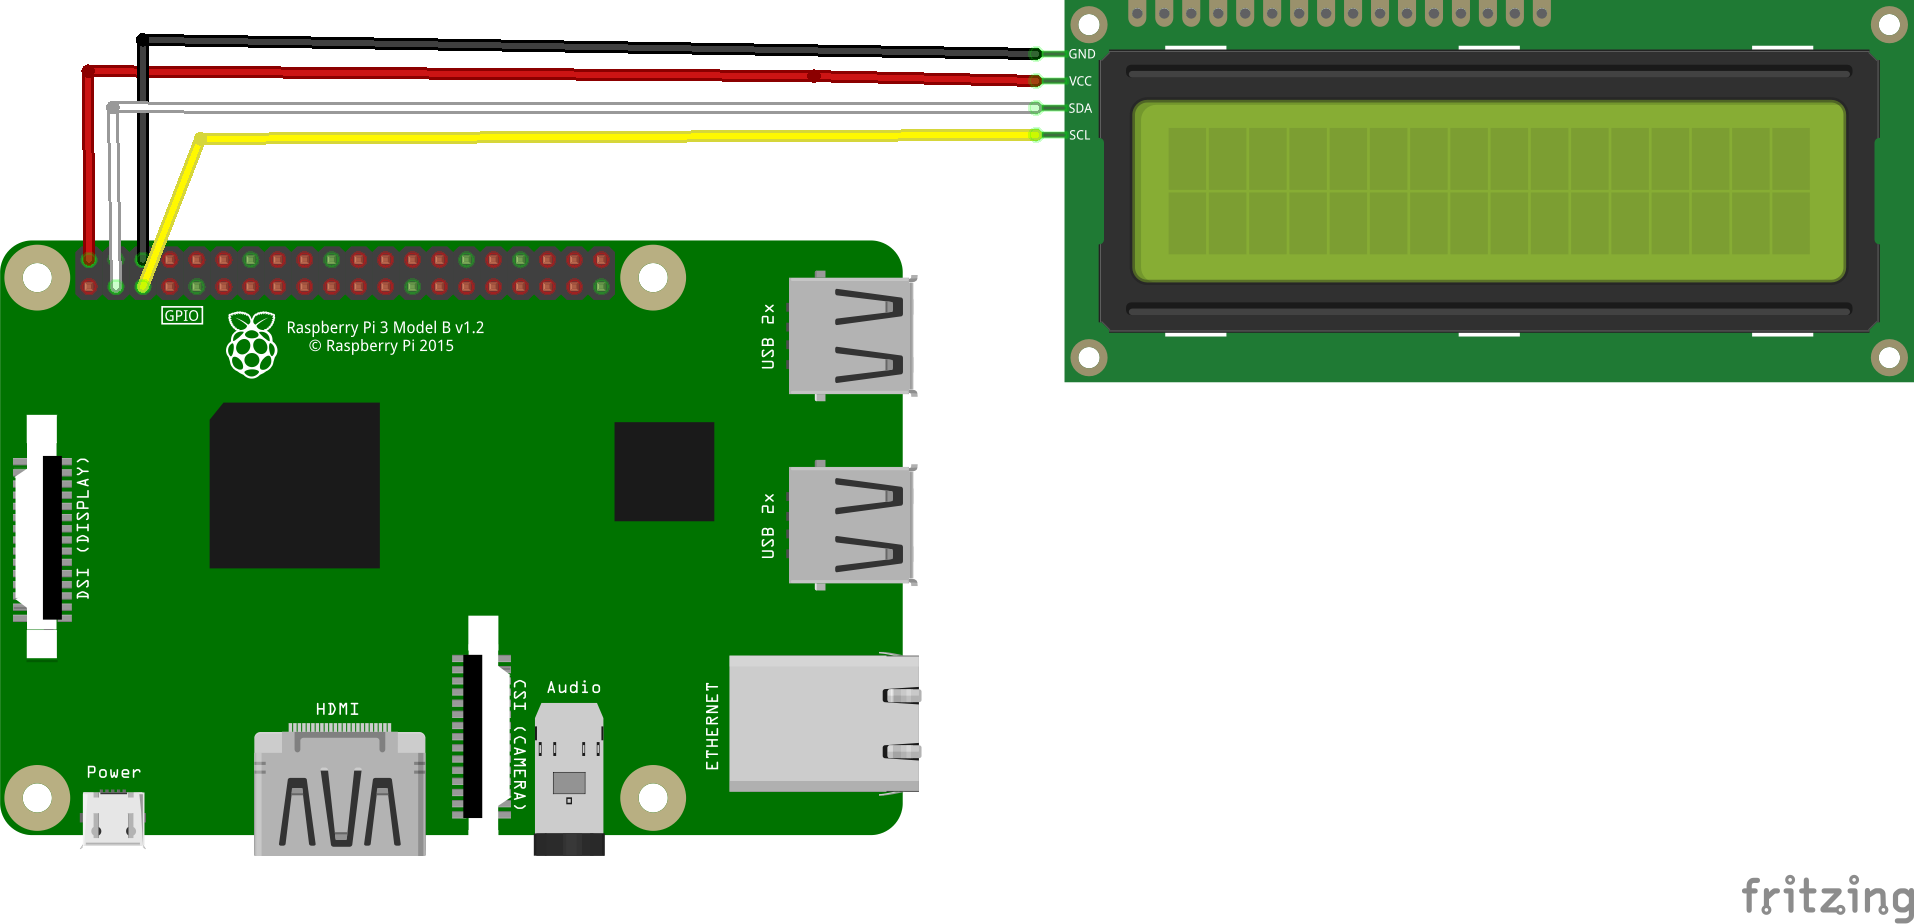 GND
VCC
SDA
SCL
GPIO
Raspberry Pi 3 Model B v1.2
© Raspberry Pi 2015
USB 2x
DSI (DISPLAY)
USB 2x
CSI (CAMERA)
Audio
ETHERNET
HDMI
Power
fritzing